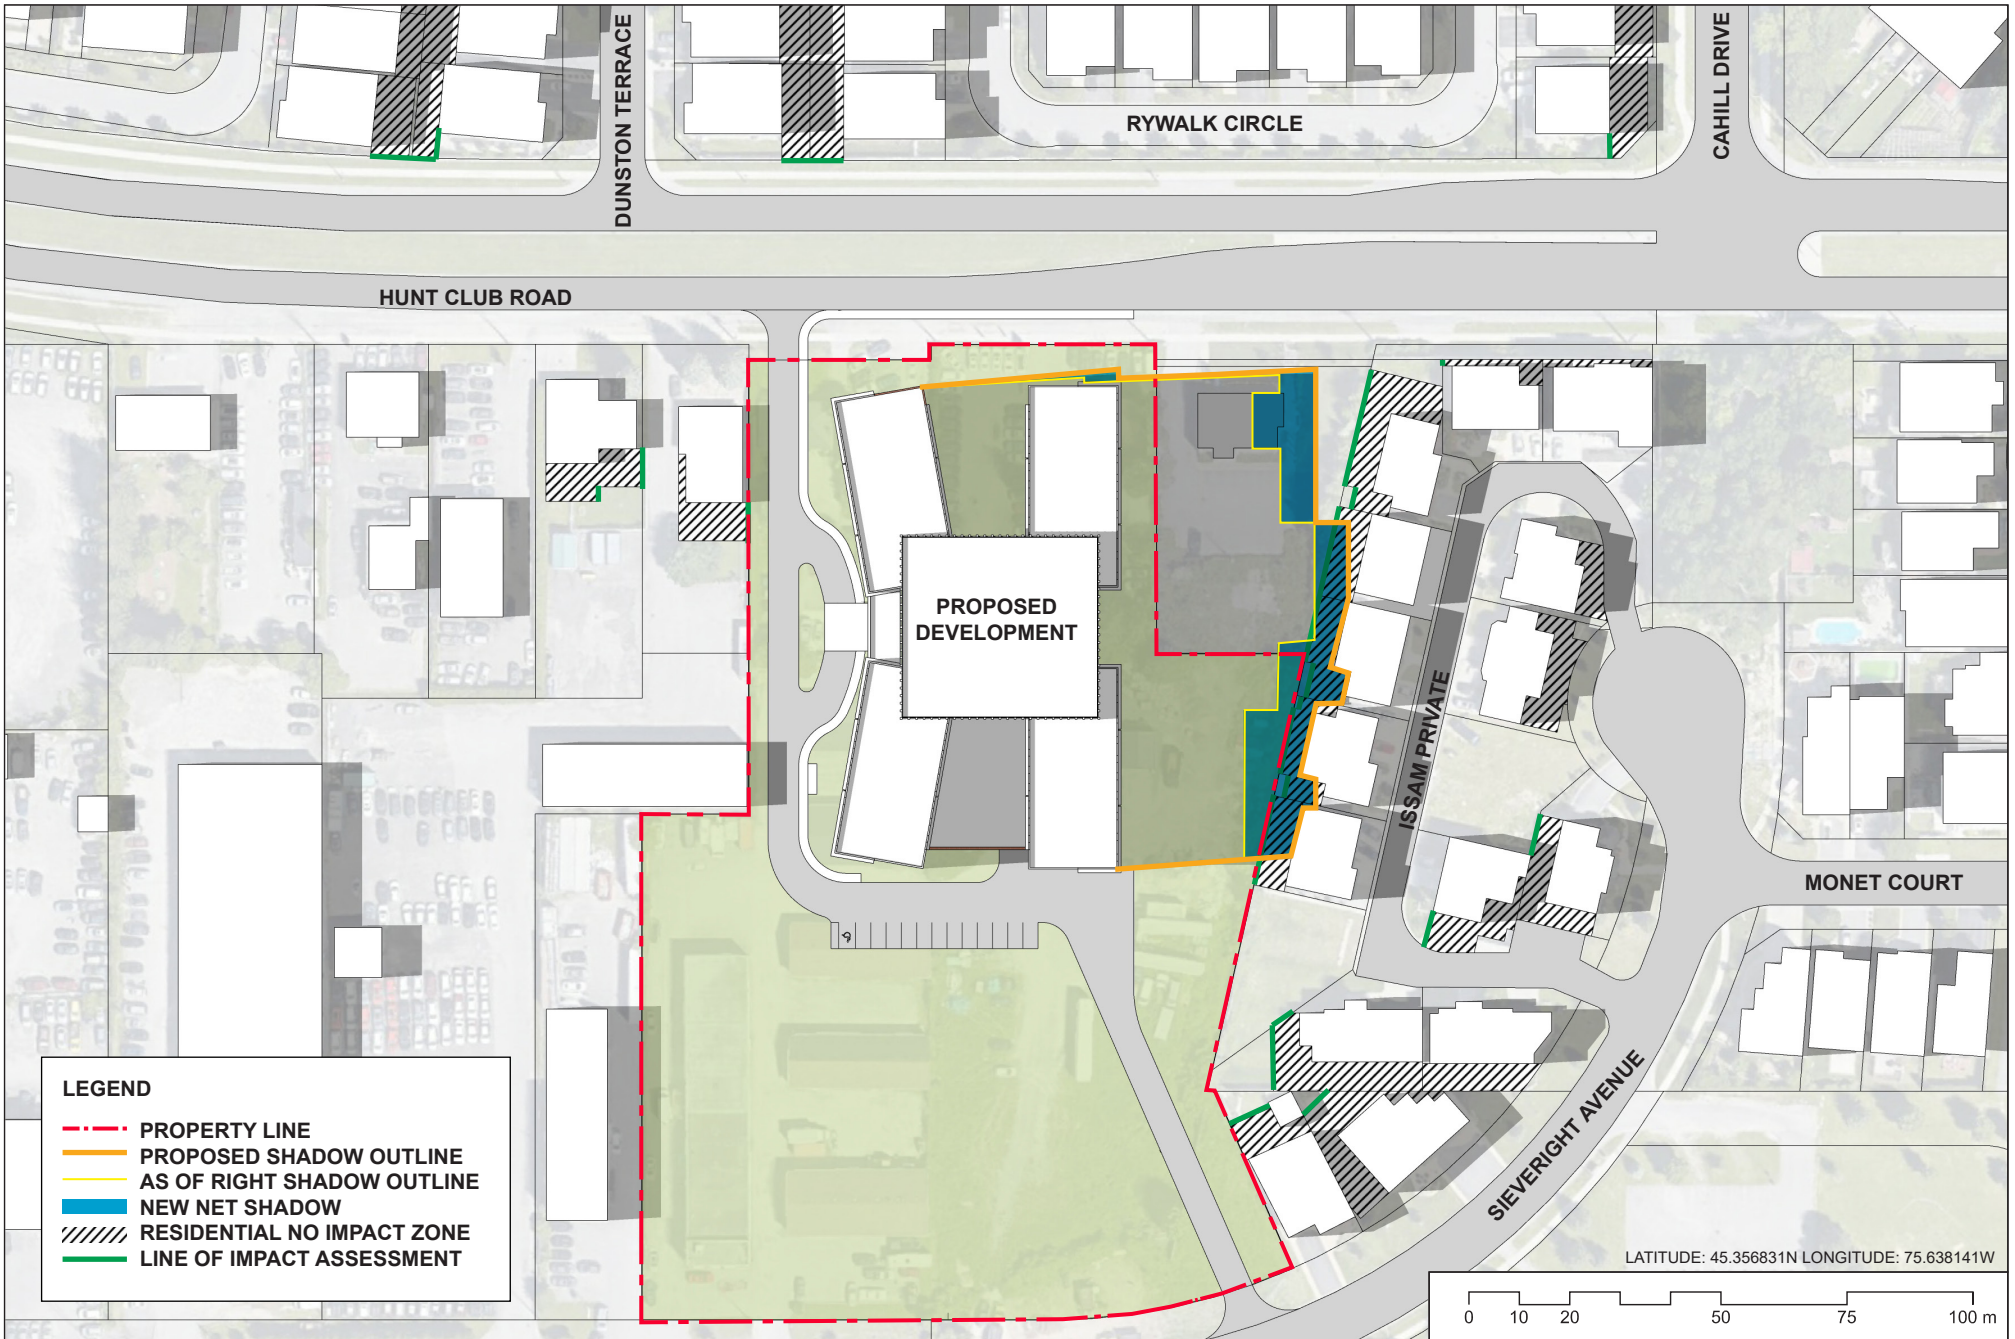 DUNSTON TERRACE
RYWALK CIRCLE
CAHILL DRIVE
HUNT CLUB ROAD
PROPOSED
DEVELOPMENT
ISSAM PRIVATE
MONET COURT
SIEVERIGHT AVENUE
LEGEND
PROPERTY LINE
PROPOSED SHADOW OUTLINE
AS OF RIGHT SHADOW OUTLINE
NEW NET SHADOW
RESIDENTIAL NO IMPACT ZONE
LINE OF IMPACT ASSESSMENT
LATITUDE: 45.356831N LONGITUDE: 75.638141W
0 10 20 50 75 100 m